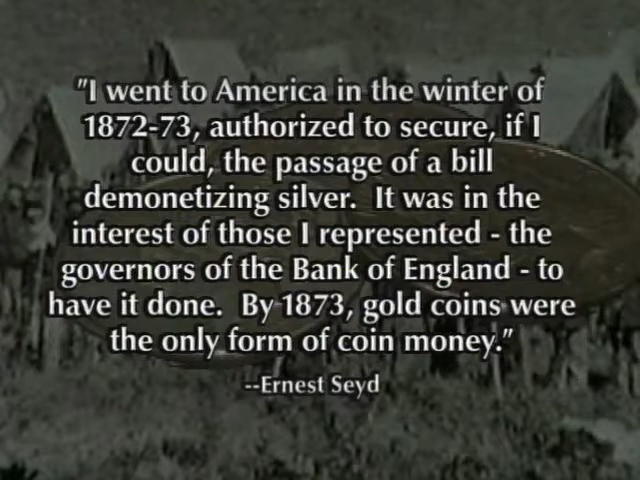 "I went to America in the winter of
1872-73, authorized to secure, if I
could, the passage of a bill
demonetizing silver.  It was in the
interest of those I represented - the
governors of the Bank of England - to
have it done.  By 1873, gold coins were
the only form of coin money."
--Ernest Seyd